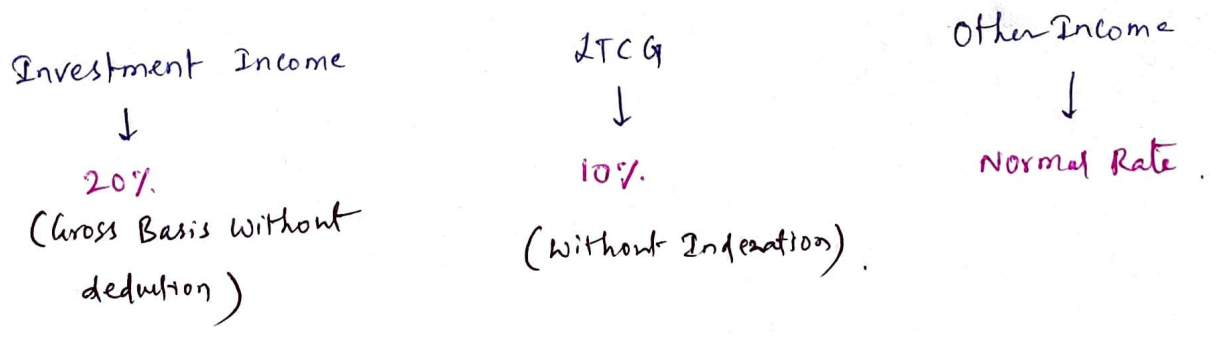 Investment Income
↓
20%.
(Gross Basis Without
deduction)
LTCG
↓
10%.
(Without Indexation).
Other Income
↓
Normal Rate.